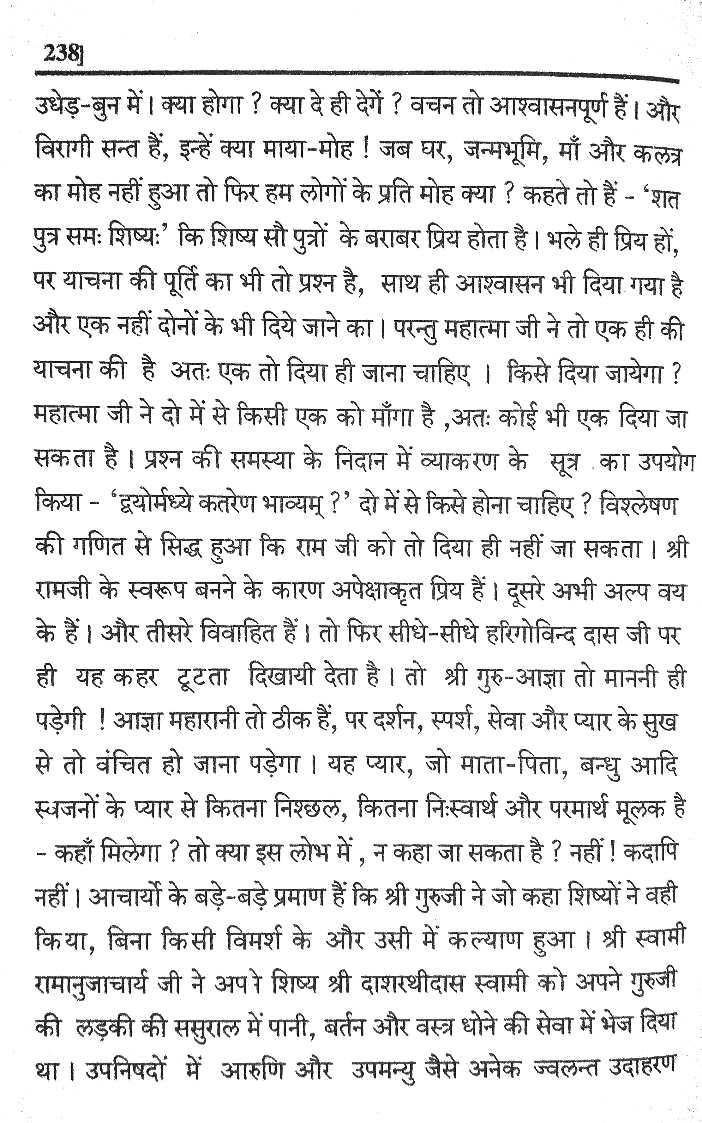 238]
उधेड़-बुन में। क्या होगा ? क्या दे ही देगें ? वचन तो आश्वासनपूर्ण हैं। और
विरागी सन्त हैं, इन्हें क्या माया-मोह ! जब घर, जन्मभूमि, माँ और कलत्र
का मोह नहीं हुआ तो फिर हम लोगों के प्रति मोह क्या ? कहते तो हैं - ‘शत
पुत्र समः शिष्यः’ कि शिष्य सौ पुत्रों के बराबर प्रिय होता है। भले ही प्रिय हों,
पर याचना की पूर्ति का भी तो प्रश्न है, साथ ही आश्वासन भी दिया गया है
और एक नहीं दोनों के भी दिये जाने का। परन्तु महात्मा जी ने तो एक ही की
याचना की है अतः एक तो दिया ही जाना चाहिए । किसे दिया जायेगा ?
महात्मा जी ने दो में से किसी एक को माँगा है ,अतः कोई भी एक दिया जा
सकता है । प्रश्न की समस्या के निदान में व्याकरण के सूत्र का उपयोग
किया - ‘द्वयोर्मध्ये कतरेण भाव्यम् ?’ दो में से किसे होना चाहिए ? विश्लेषण
की गणित से सिद्ध हुआ कि राम जी को तो दिया ही नहीं जा सकता । श्री
रामजी के स्वरूप बनने के कारण अपेक्षाकृत प्रिय हैं। दूसरे अभी अल्प वय
के हैं। और तीसरे विवाहित हैं। तो फिर सीधे-सीधे हरिगोविन्द दास जी पर
ही यह कहर टूटता दिखायी देता है। तो श्री गुरु-आज्ञा तो माननी ही
पड़ेगी ! आज्ञा महारानी तो ठीक हैं, पर दर्शन, स्पर्श, सेवा और प्यार के सुख
से तो वंचित हो जाना पड़ेगा । यह प्यार, जो माता-पिता, बन्धु आदि
स्वजनों के प्यार से कितना निश्छल, कितना निःस्वार्थ और परमार्थ मूलक है
- कहाँ मिलेगा ? तो क्या इस लोभ में , न कहा जा सकता है ? नहीं ! कदापि
नहीं। आचार्यो के बड़े-बड़े प्रमाण हैं कि श्री गुरुजी ने जो कहा शिष्यों ने वही
किया, बिना किसी विमर्श के और उसी में कल्याण हुआ । श्री स्वामी
रामानुजाचार्य जी ने अपने शिष्य श्री दाशरथीदास स्वामी को अपने गुरुजी
की लड़की की ससुराल में पानी, बर्तन और वस्त्र धोने की सेवा में भेज दिया
था । उपनिषदों में आरुणि और उपमन्यु जैसे अनेक ज्वलन्त उदाहरण